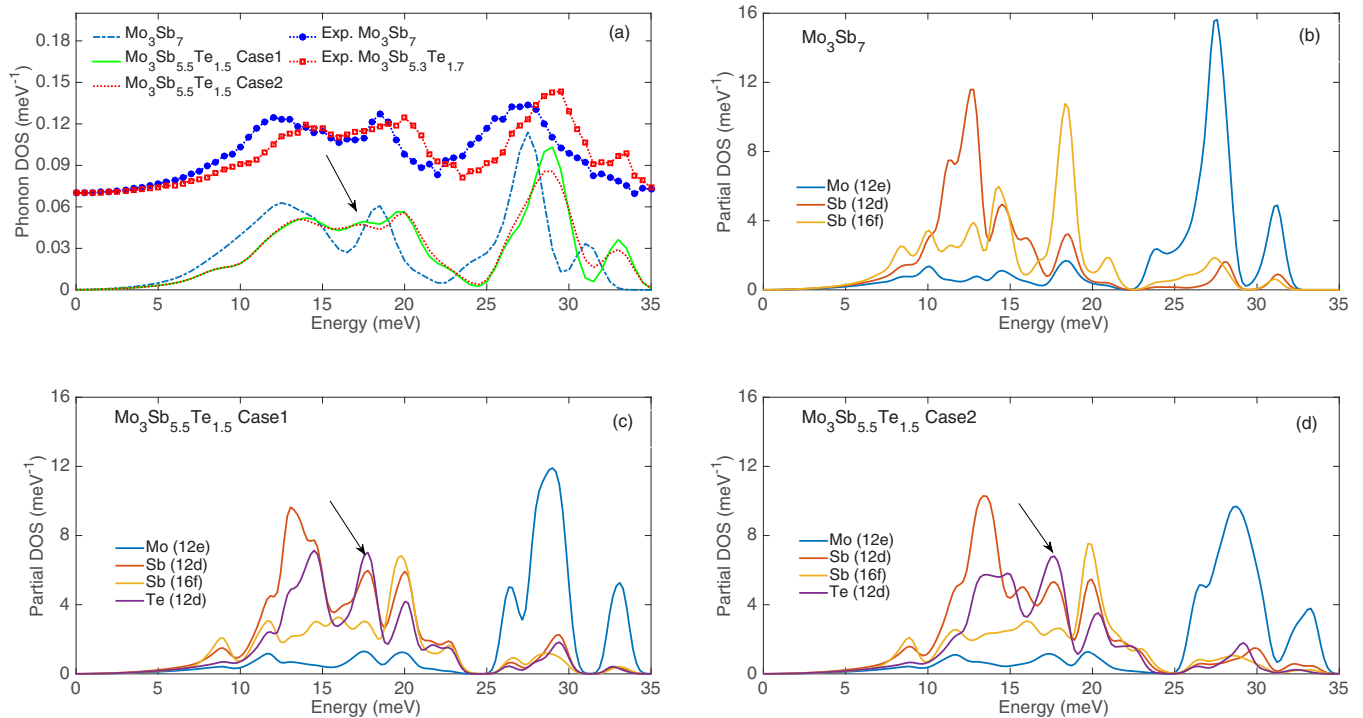 (a)
Mo3Sb7
Mo3Sb5.5Te1.5 Case1
Mo3Sb5.5Te1.5 Case2
Exp. Mo3Sb7
Exp. Mo3Sb5.3Te1.7
Phonon DOS (meV-1)
0.18
0.15
0.12
0.09
0.06
0.03
0
0 5 10 15 20 25 30 35
Energy (meV)
Mo3Sb7
(b)
Partial DOS (meV-1)
16
12
8
4
0
Mo (12e)
Sb (12d)
Sb (16f)
0 5 10 15 20 25 30 35
Energy (meV)
Mo3Sb5.5Te1.5 Case1
(c)
Partial DOS (meV-1)
16
12
8
4
0
Mo (12e)
Sb (12d)
Sb (16f)
Te (12d)
0 5 10 15 20 25 30 35
Energy (meV)
Mo3Sb5.5Te1.5 Case2
(d)
Partial DOS (meV-1)
16
12
8
4
0
Mo (12e)
Sb (12d)
Sb (16f)
Te (12d)
0 5 10 15 20 25 30 35
Energy (meV)